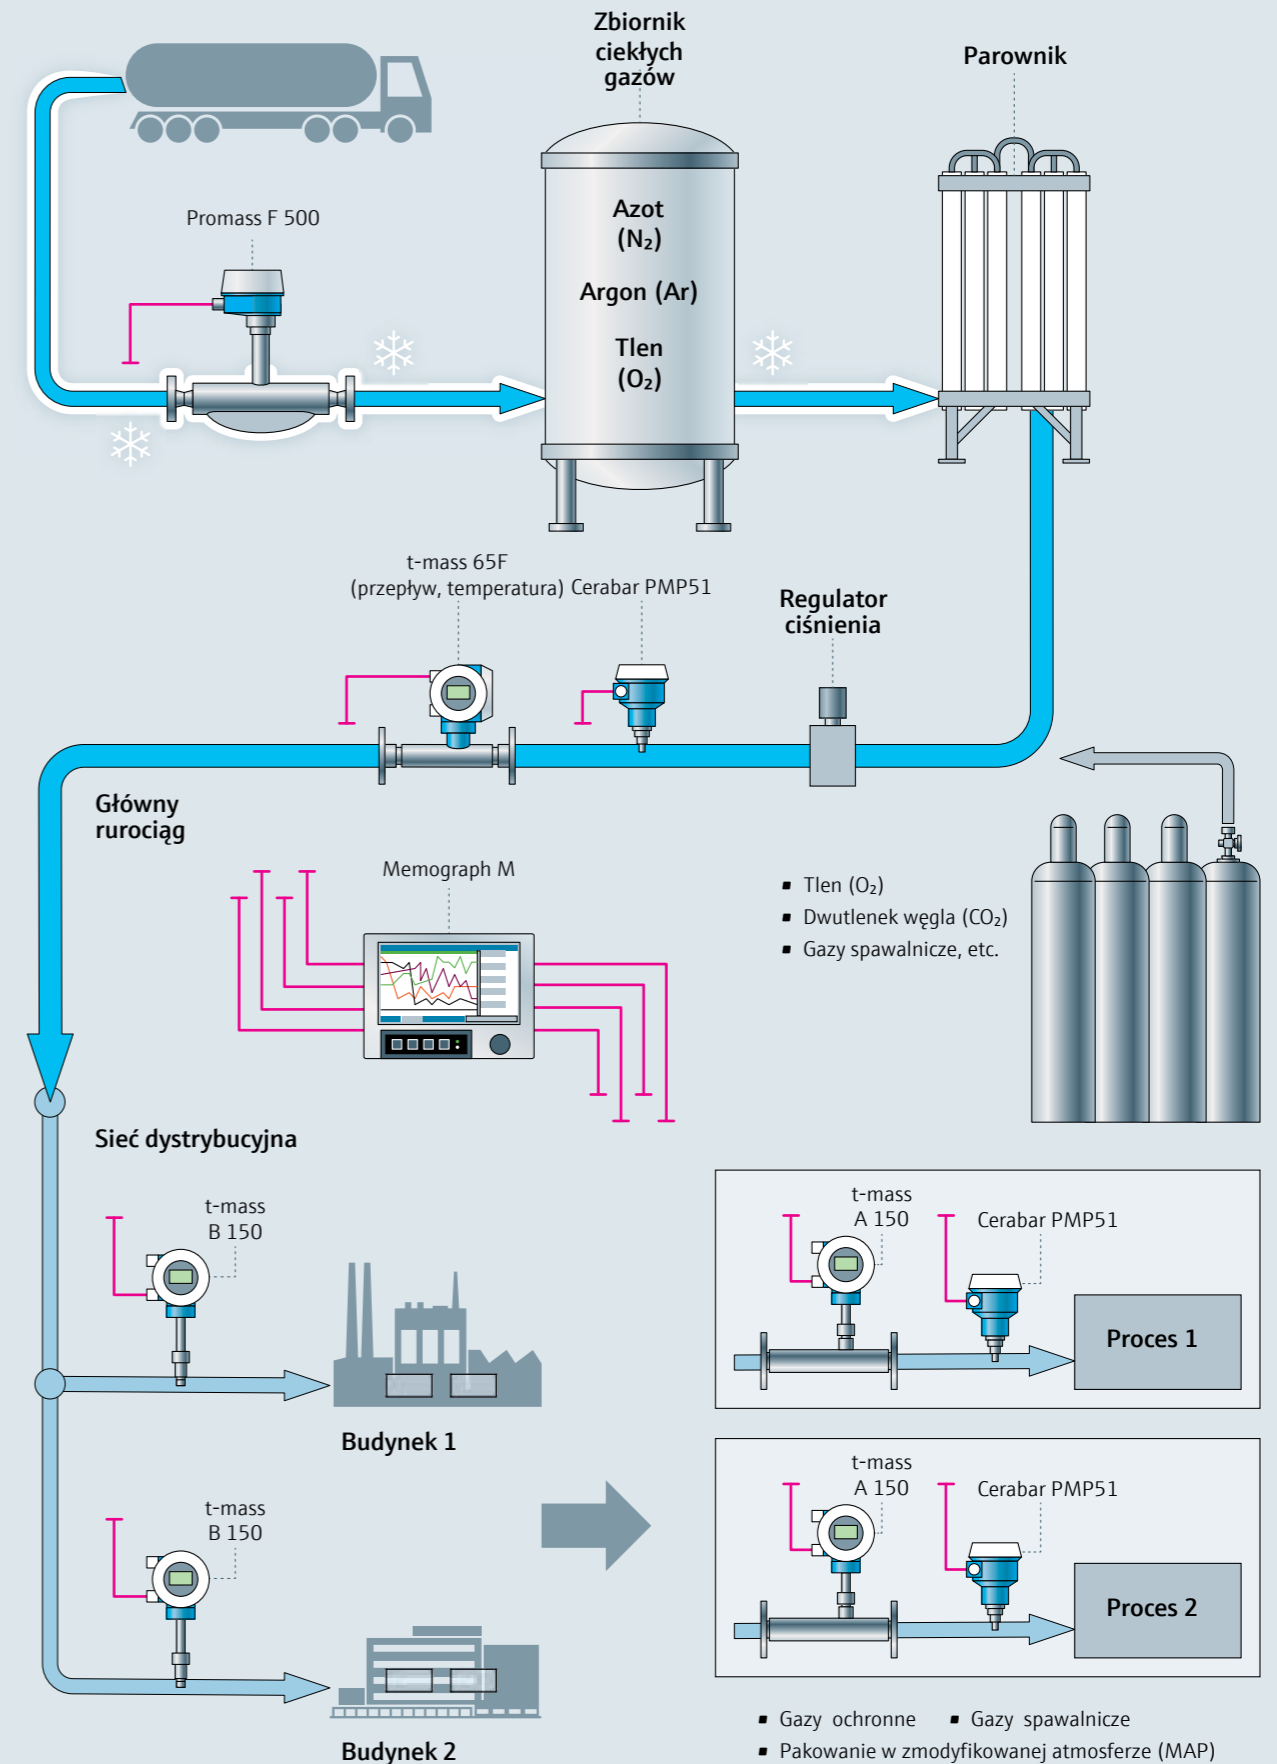 Zbiornik
ciekłych
gazów
Parownik
Promass F 500
Azot
(N₂)
Argon (Ar)
Tlen
(O₂)
t-mass 65F
(przepływ, temperatura)
Cerabar PMP51
Regulator
ciśnienia
Główny
rurociąg
Memograph M
▪ Tlen (O₂)
▪ Dwutlenek węgla (CO₂)
▪ Gazy spawalnicze, etc.
Sieć dystrybucyjna
t-mass
B 150
Budynek 1
t-mass
B 150
Budynek 2
t-mass
A 150
Cerabar PMP51
Proces 1
t-mass
A 150
Cerabar PMP51
Proces 2
▪ Gazy ochronne ▪ Gazy spawalnicze
▪ Pakowanie w zmodyfikowanej atmosferze (MAP)